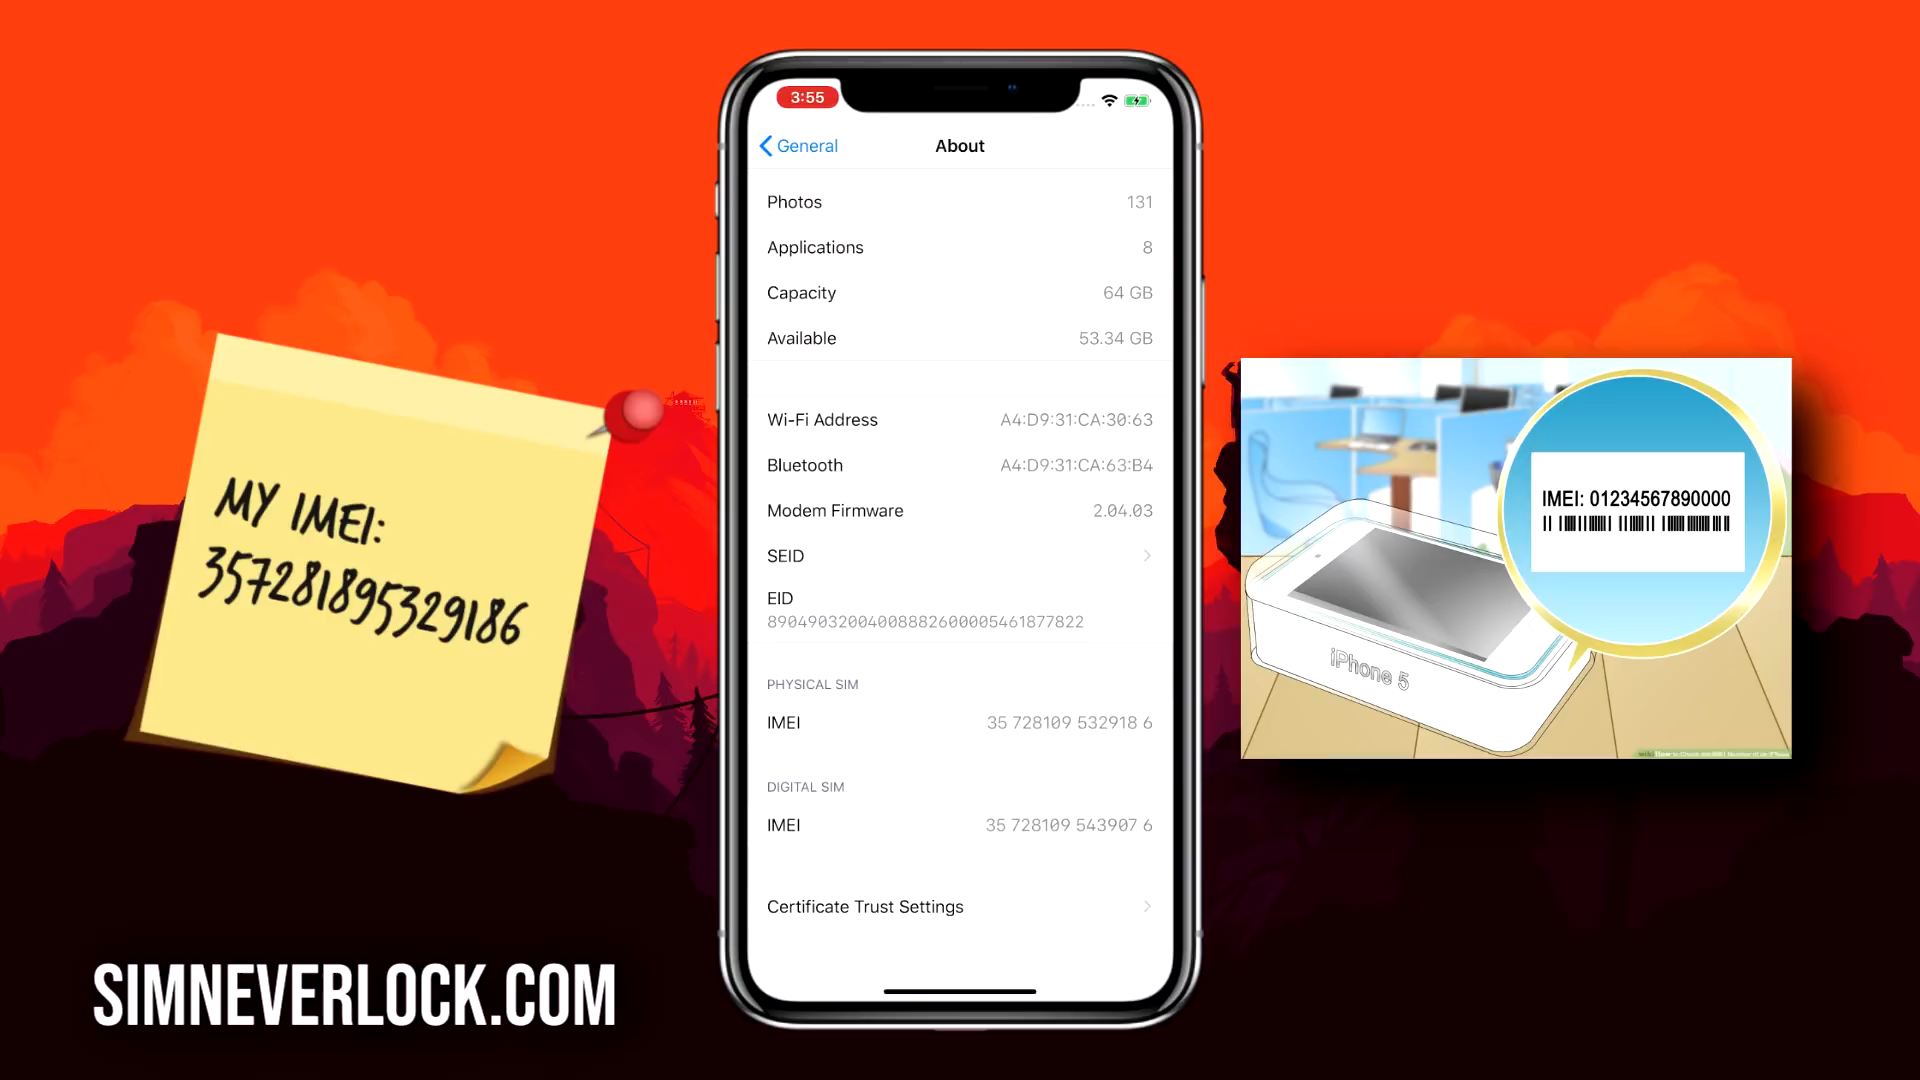 3:55
General
About
Photos 131
Applications 8
Capacity 64 GB
Available 53.34 GB
Wi-Fi Address A4:D9:31:CA:30:63
Bluetooth A4:D9:31:CA:63:B4
Modem Firmware 2.04.03
SEID
EID
89049032004008882600005461877822
PHYSICAL SIM
IMEI 35 728109 532918 6
DIGITAL SIM
IMEI 35 728109 543907 6
Certificate Trust Settings
MY IMEI:
357281895329186
IMEI: 01234567890000
iPhone 5
SIMNEVERLOCK.COM